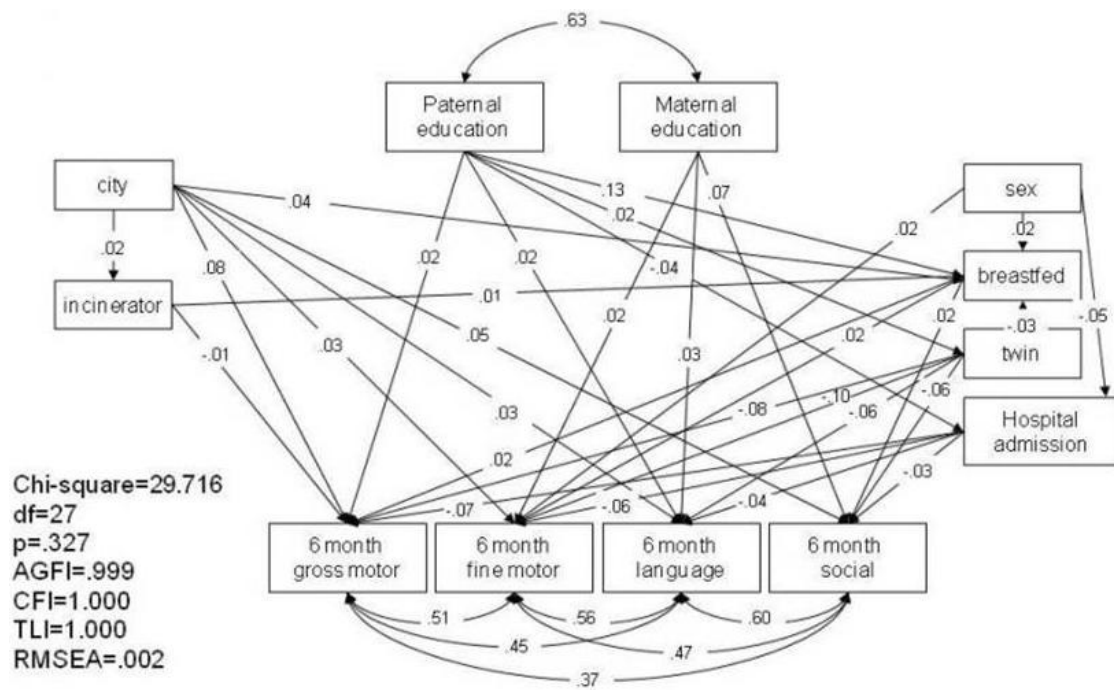 .63
Paternal
education
Maternal
education
city
sex
.13
.07
.04
.02
.02
.02
.02
-.04
breastfed
.08
.02
.02
incinerator
.01
.02
.02
-.05
-.03
.05
.03
.03
twin
-.01
-.10
-.06
-.08
-.06
.03
Hospital
admission
.02
-.03
-.04
-.06
-.07
Chi-square=29.716
df=27
p=.327
AGFI=.999
CFI=1.000
TLI=1.000
RMSEA=.002
6 month
gross motor
6 month
fine motor
6 month
language
6 month
social
.51
.56
.60
.45
.47
.37